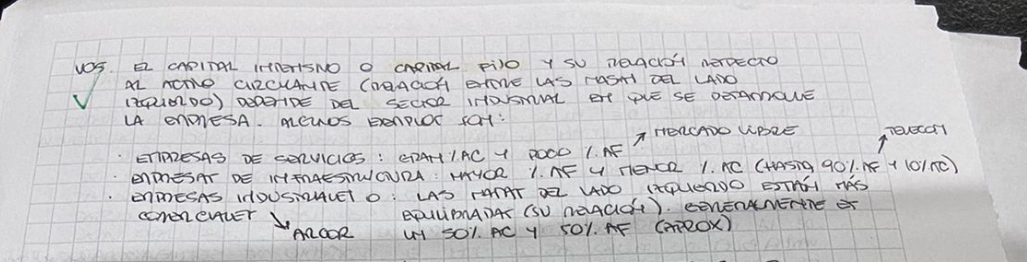 VOS. EL CAPITAL INTENSIVO O CAPITAL FIJO Y SU RELACIÓN RESPECTO
AL ACTIVO CIRCULANTE (RELACIÓN ENTRE LAS MASAS DEL LADO
IZQUIERDO) DEPENDE DEL SECTOR INDUSTRIAL EN QUE SE DESARROLLE
LA EMPRESA. ALGUNOS EJEMPLOS SON:
↗ MERCADO LIBRE
↑ TELECOM
· EMPRESAS DE SERVICIOS: GRAN % AC Y POCO % AF
· EMPRESAS DE INFRAESTRUCTURA: MAYOR % AF Y MENOR % AC (HASTA 90% AF Y 10% AC)
· EMPRESAS INDUSTRIALES O : LAS MASAS DEL LADO IZQUIERDO ESTÁN MÁS
COMERCIALES EQUILIBRADAS (SU RELACIÓN). GENERALMENTE ES
↘ ARCOR UN 50% AC Y 50% AF (APROX)